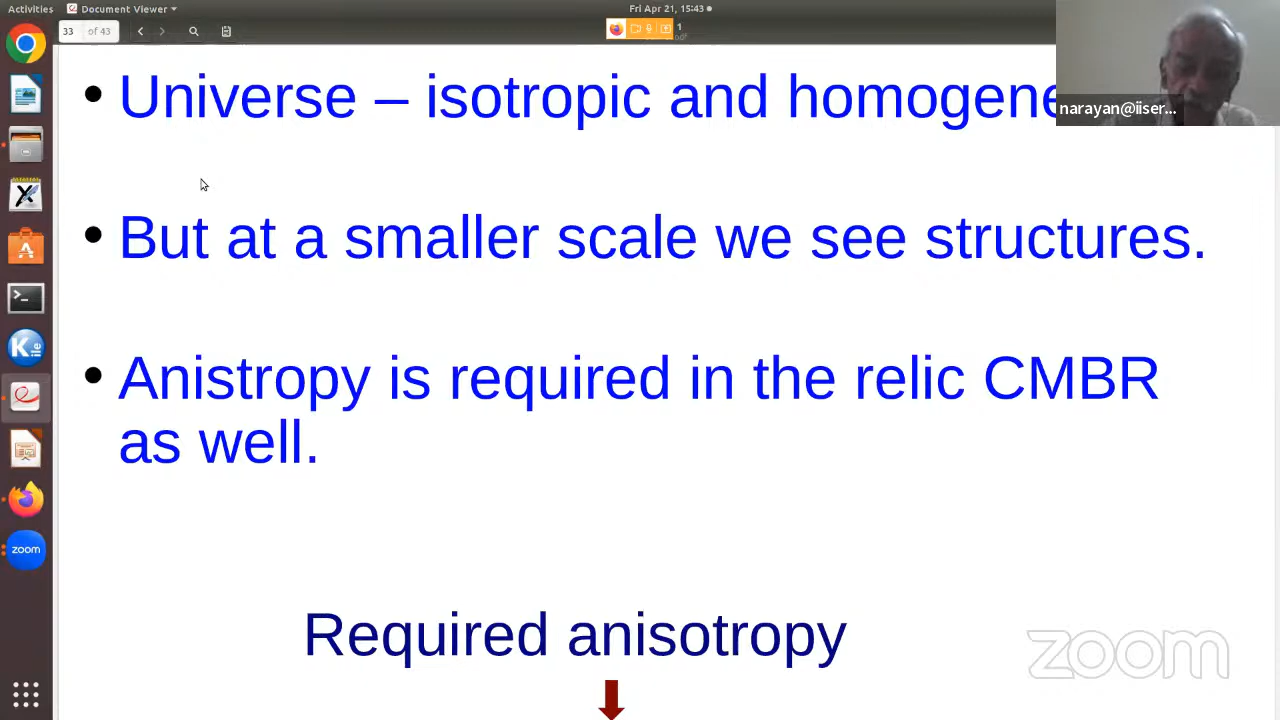 Activities
Document Viewer
Fri Apr 21, 15:43
33 of 43
1
narayan@iiser...
• Universe – isotropic and homogene
• But at a smaller scale we see structures.
• Anistropy is required in the relic CMBR
as well.
zoom
Required anisotropy
zoom